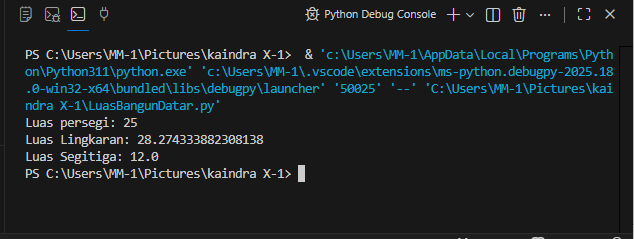 Python Debug Console
PS C:\Users\MM-1\Pictures\kaindra X-1>  & 'c:\Users\MM-1\AppData\Local\Programs\Pyth
on\Python311\python.exe' 'c:\Users\MM-1\.vscode\extensions\ms-python.debugpy-2025.18
.0-win32-x64\bundled\libs\debugpy\launcher' '50025' '--' 'C:\Users\MM-1\Pictures\kai
ndra X-1\LuasBangunDatar.py'
Luas persegi: 25
Luas Lingkaran: 28.274333882308138
Luas Segitiga: 12.0
PS C:\Users\MM-1\Pictures\kaindra X-1>